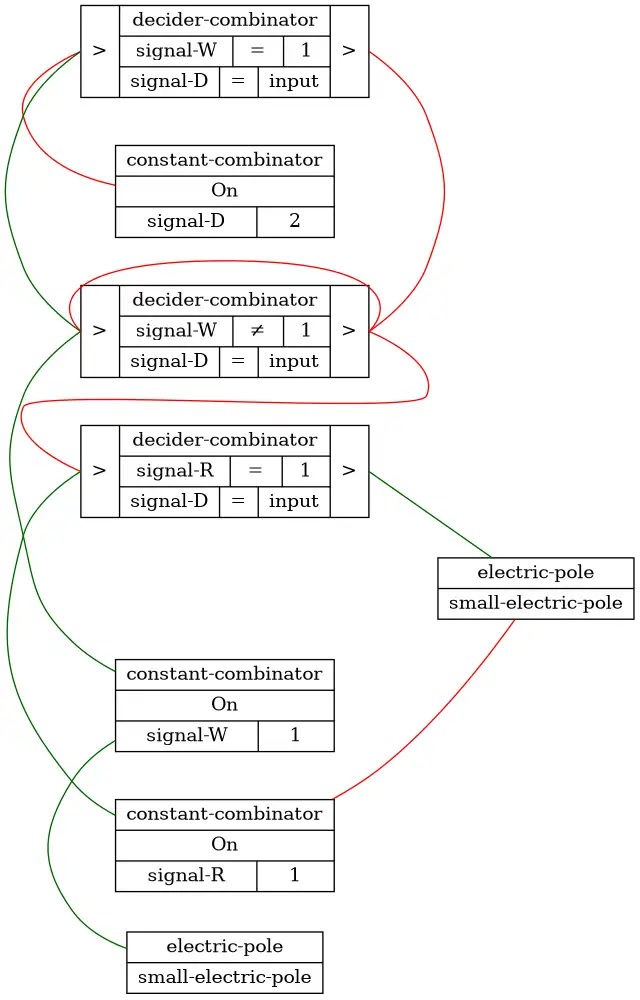 decider-combinator
> signal-W = 1 >
signal-D = input
constant-combinator
On
signal-D 2
decider-combinator
> signal-W ≠ 1 >
signal-D = input
decider-combinator
> signal-R = 1 >
signal-D = input
electric-pole
small-electric-pole
constant-combinator
On
signal-W 1
constant-combinator
On
signal-R 1
electric-pole
small-electric-pole